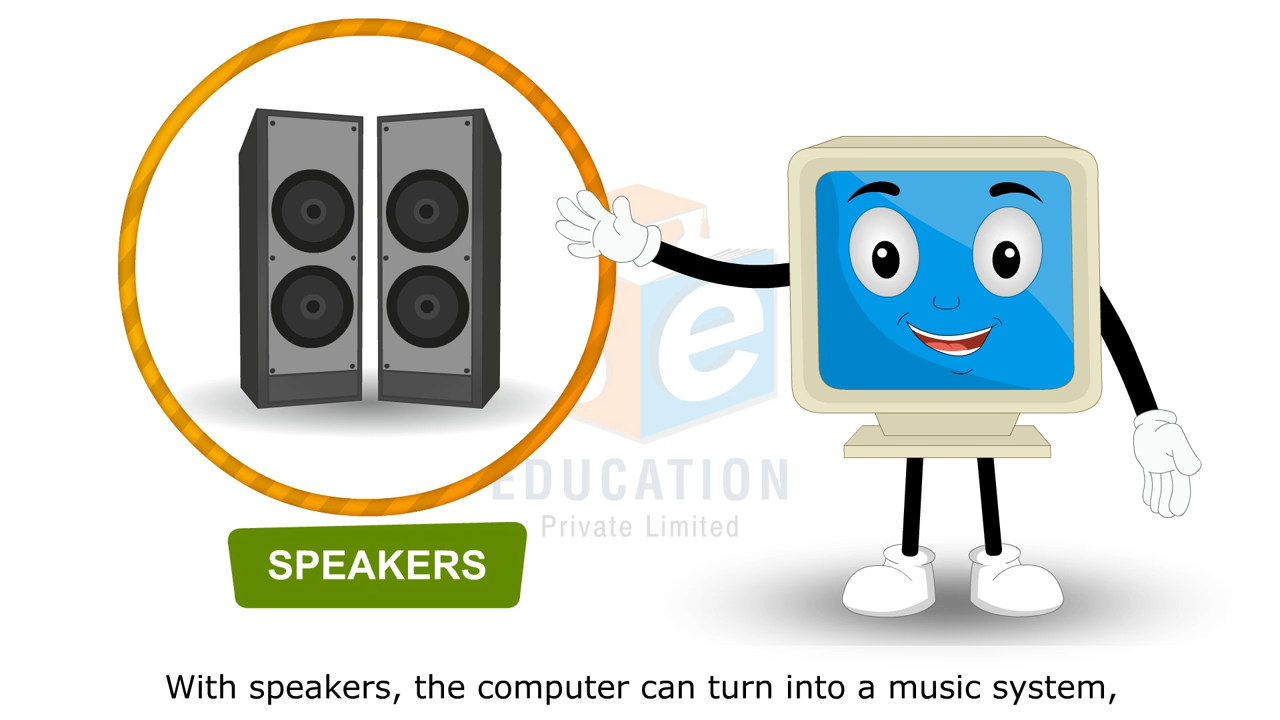 e
EDUCATION
Private Limited
SPEAKERS
With speakers, the computer can turn into a music system,